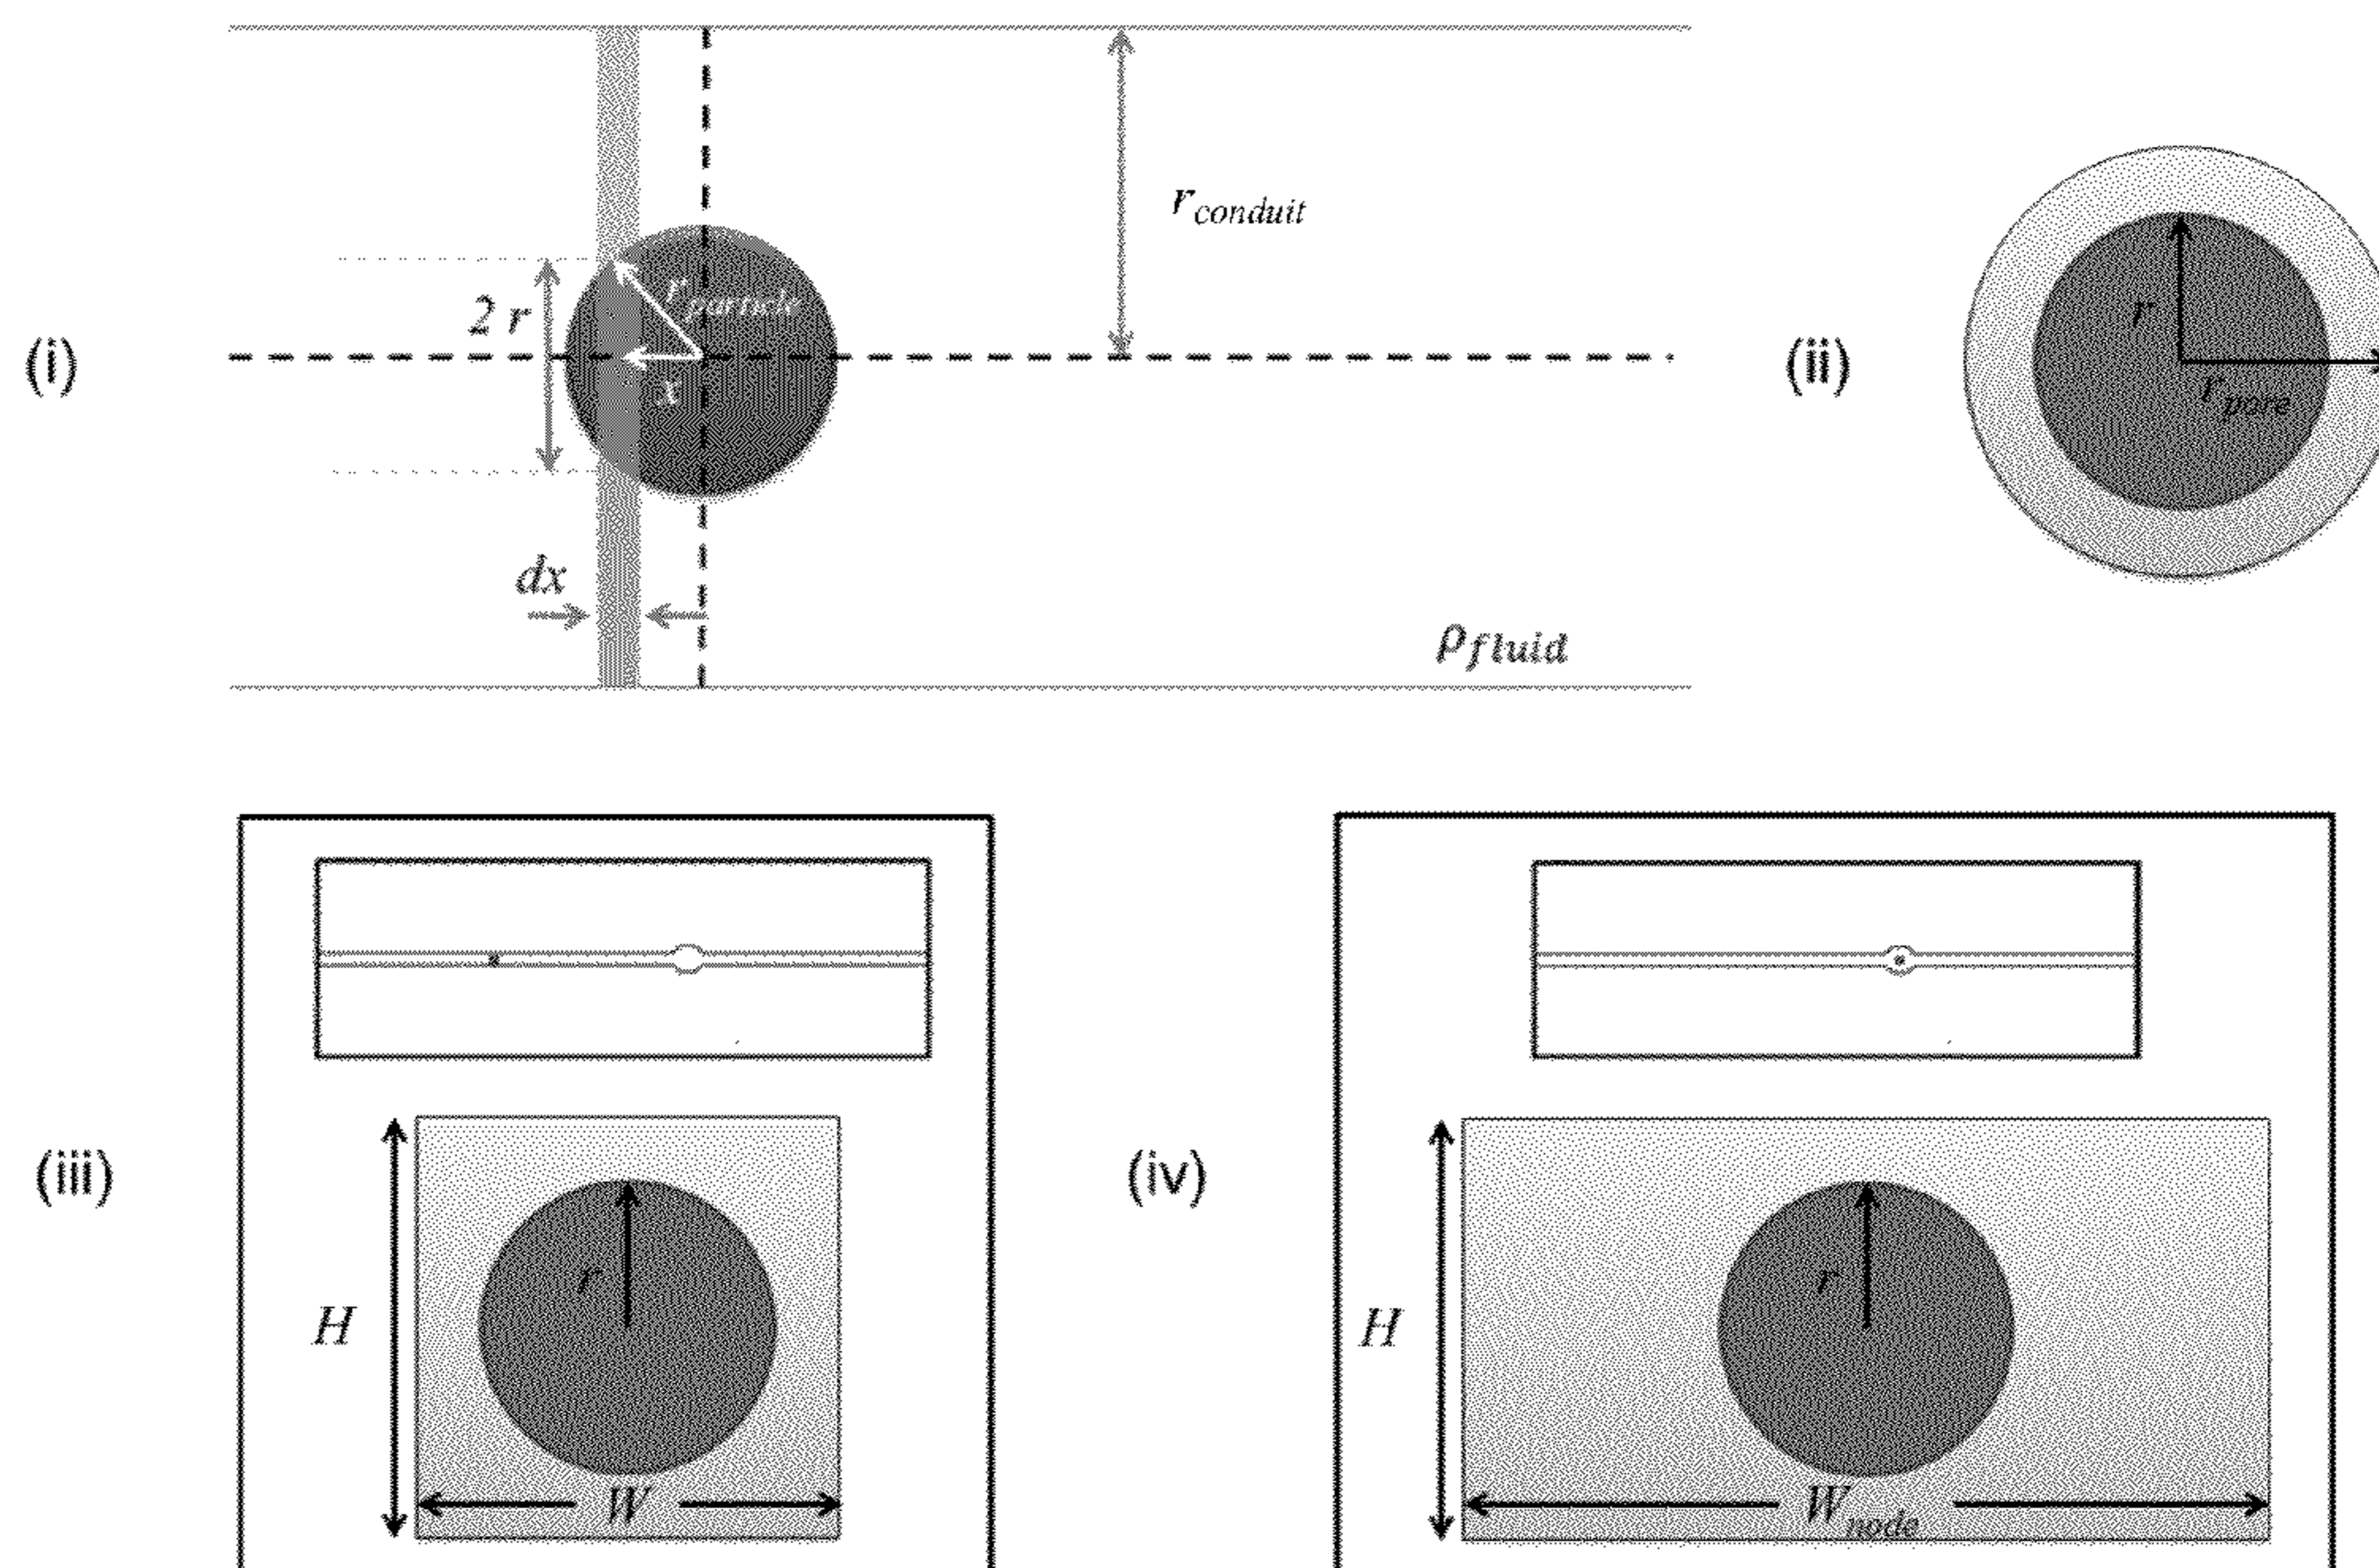 (i)
2 r
r_particle
x
dx
r_conduit
ρ_fluid
(ii)
r
r_pore
(iii)
H
r
W
(iv)
H
r
W_node